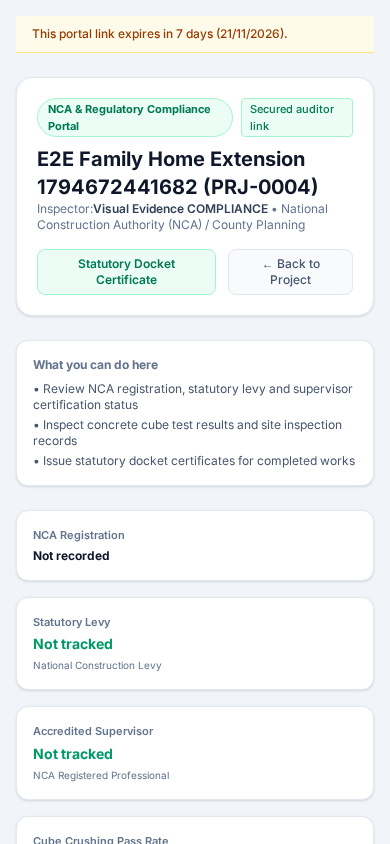 This portal link expires in 7 days (21/11/2026).
NCA & Regulatory Compliance
Portal
Secured auditor
link
E2E Family Home Extension
1794672441682 (PRJ-0004)
Inspector:Visual Evidence COMPLIANCE • National
Construction Authority (NCA) / County Planning
Statutory Docket
Certificate
← Back to
Project
What you can do here
• Review NCA registration, statutory levy and supervisor
certification status
• Inspect concrete cube test results and site inspection
records
• Issue statutory docket certificates for completed works
NCA Registration
Not recorded
Statutory Levy
Not tracked
National Construction Levy
Accredited Supervisor
Not tracked
NCA Registered Professional
Cube Crushing Pass Rate